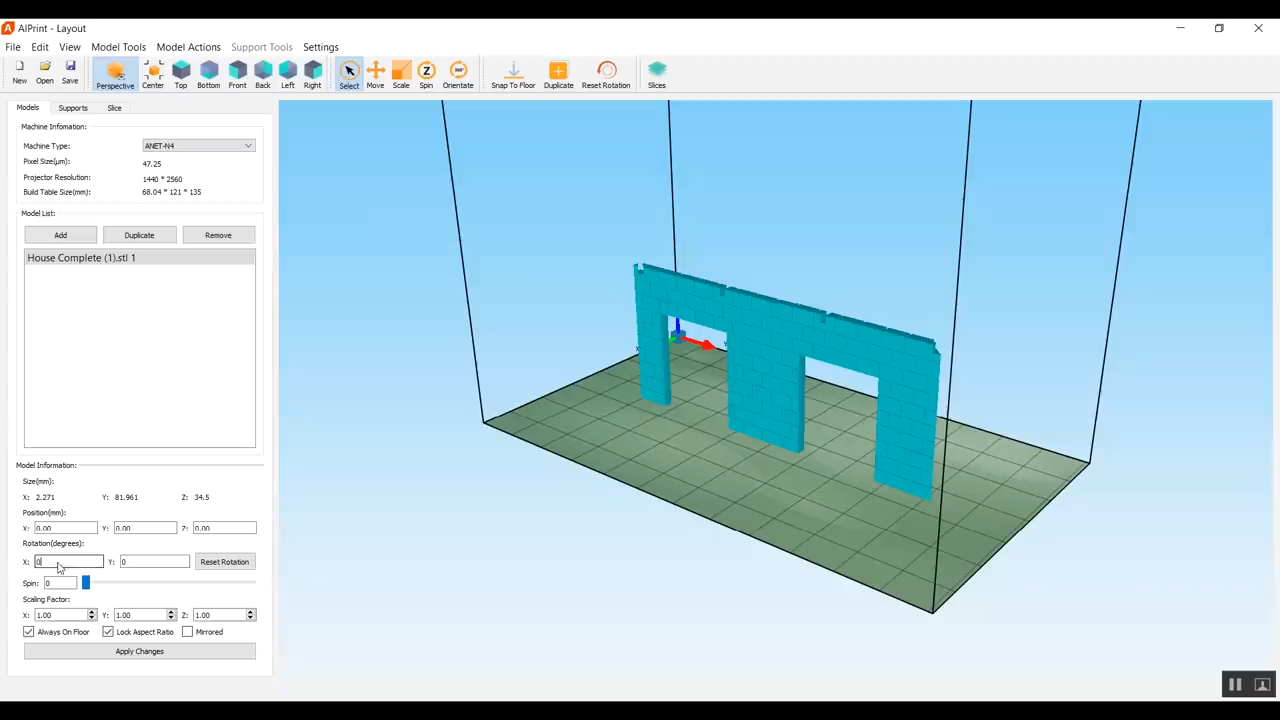 AIPrint - Layout
File Edit View Model Tools Model Actions Support Tools Settings
New Open Save Perspective Center Top Bottom Front Back Left Right Select Move Scale Spin Orientate Snap To Floor Duplicate Reset Rotation Slices
Models Supports Slice
Machine Infomation:
Machine Type: ANET-N4
Pixel Size(μm): 47.25
Projector Resolution: 1440 * 2560
Build Table Size(mm): 68.04 * 121 * 135
Model List:
Add Duplicate Remove
House Complete (1).stl 1
Model Information:
Size(mm):
X: 2.271 Y: 81.961 Z: 34.5
Position(mm):
X: 0.00 Y: 0.00 Z: 0.00
Rotation(degrees):
X: 0 Y: 0 Reset Rotation
Spin: 0
Scaling Factor:
X: 1.00 Y: 1.00 Z: 1.00
Always On Floor Lock Aspect Ratio Mirrored
Apply Changes